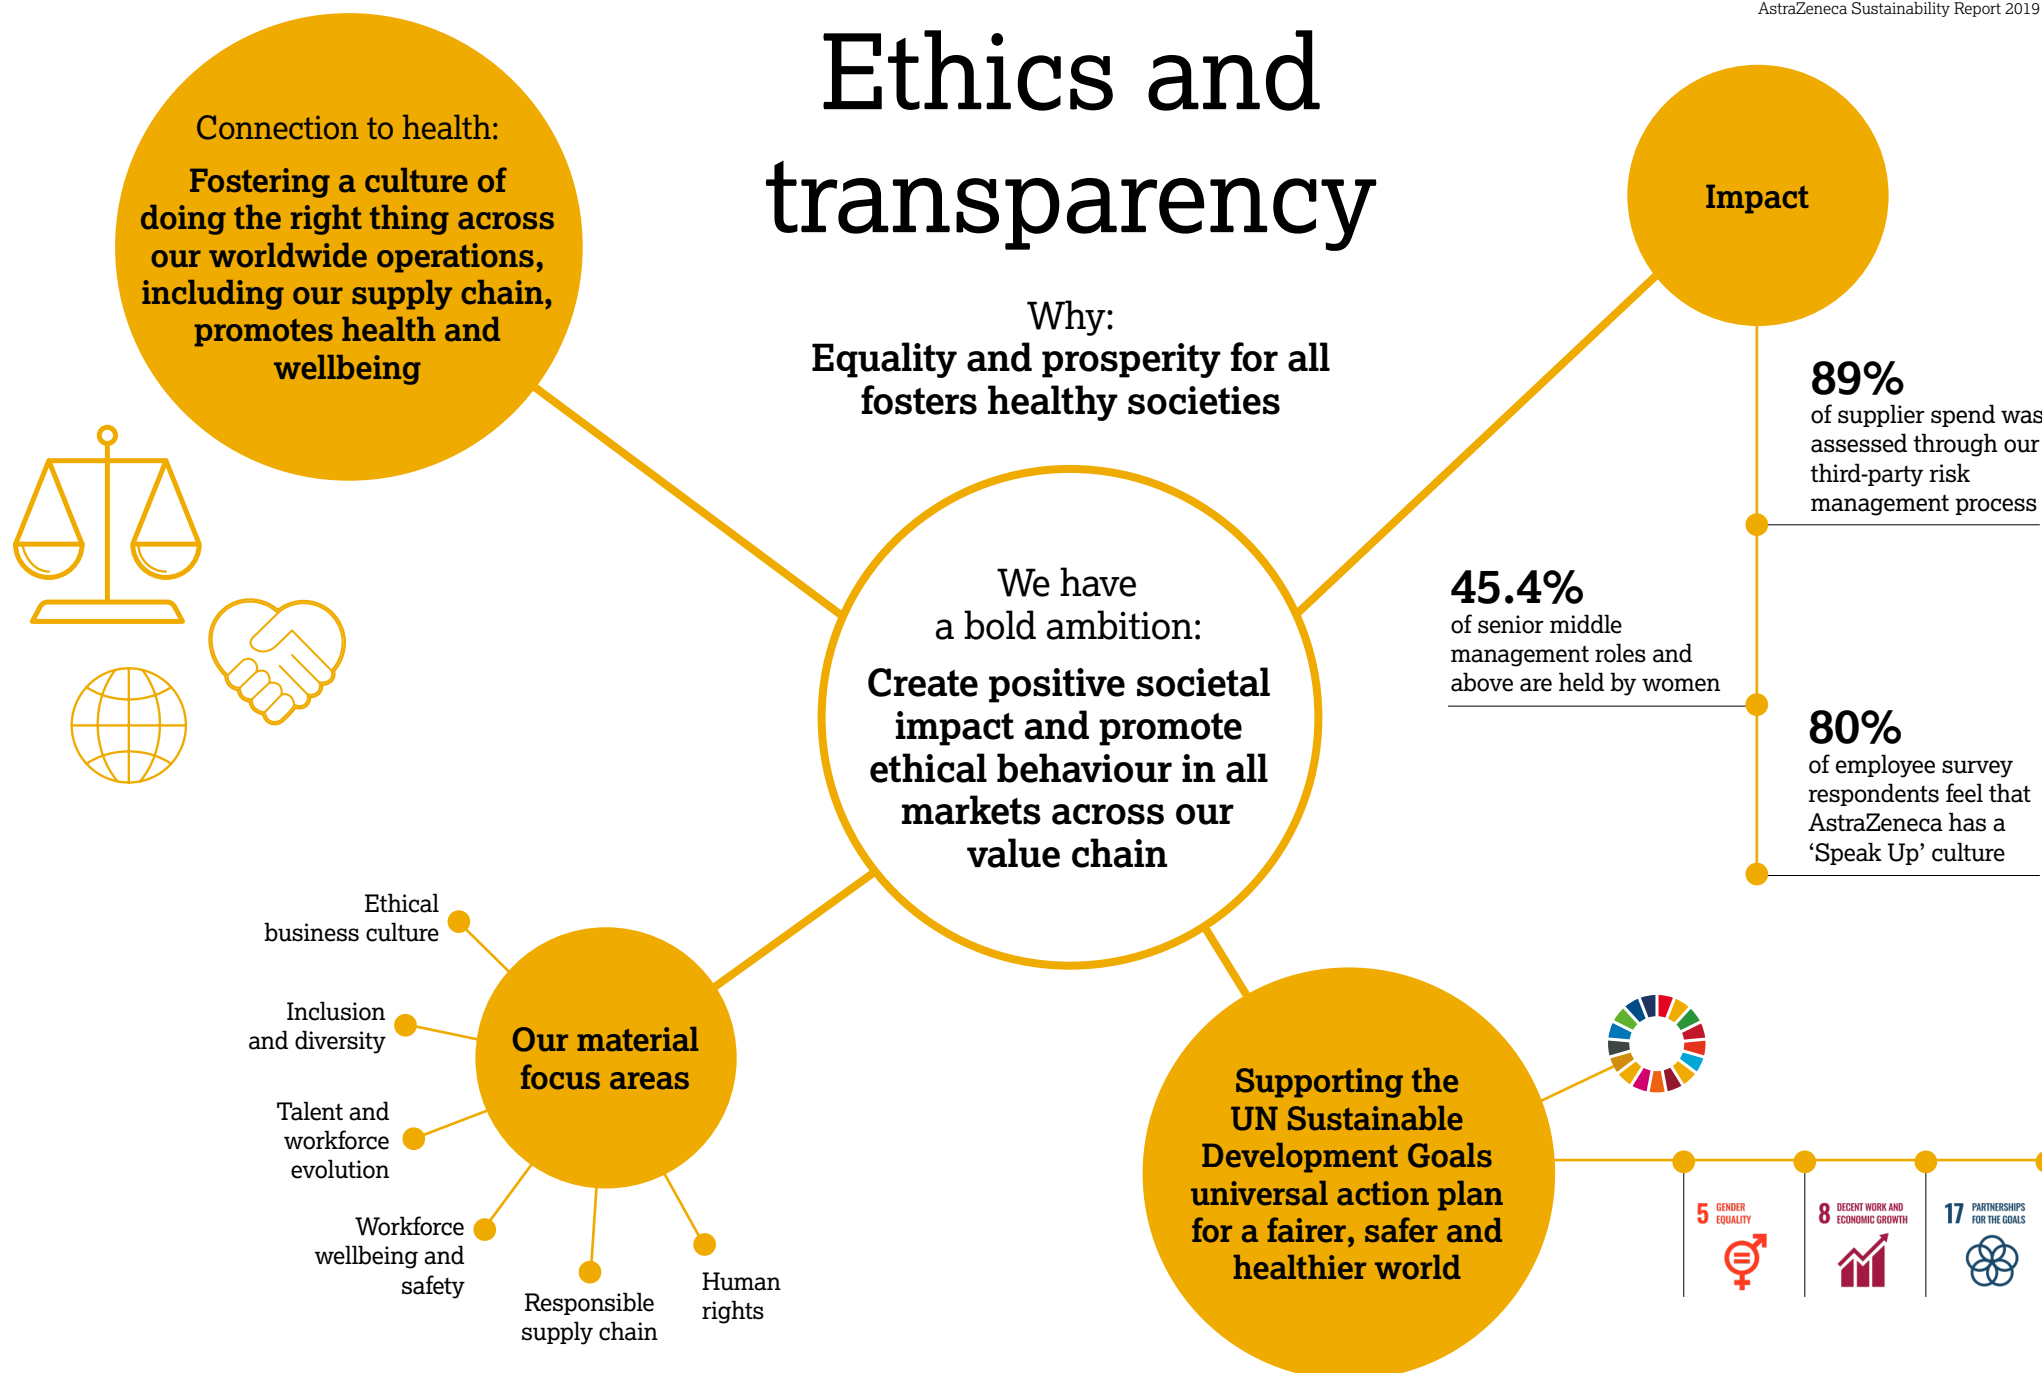 AstraZeneca Sustainability Report 2019
Ethics and
transparency
Why:
Equality and prosperity for all
fosters healthy societies
Connection to health:
Fostering a culture of
doing the right thing across
our worldwide operations,
including our supply chain,
promotes health and
wellbeing
We have
a bold ambition:
Create positive societal
impact and promote
ethical behaviour in all
markets across our
value chain
Impact
89%
of supplier spend was
assessed through our
third-party risk
management process
45.4%
of senior middle
management roles and
above are held by women
80%
of employee survey
respondents feel that
AstraZeneca has a
‘Speak Up’ culture
Our material
focus areas
Ethical
business culture
Inclusion
and diversity
Talent and
workforce
evolution
Workforce
wellbeing and
safety
Responsible
supply chain
Human
rights
Supporting the
UN Sustainable
Development Goals
universal action plan
for a fairer, safer and
healthier world
5 GENDER
EQUALITY
8 DECENT WORK AND
ECONOMIC GROWTH
17 PARTNERSHIPS
FOR THE GOALS